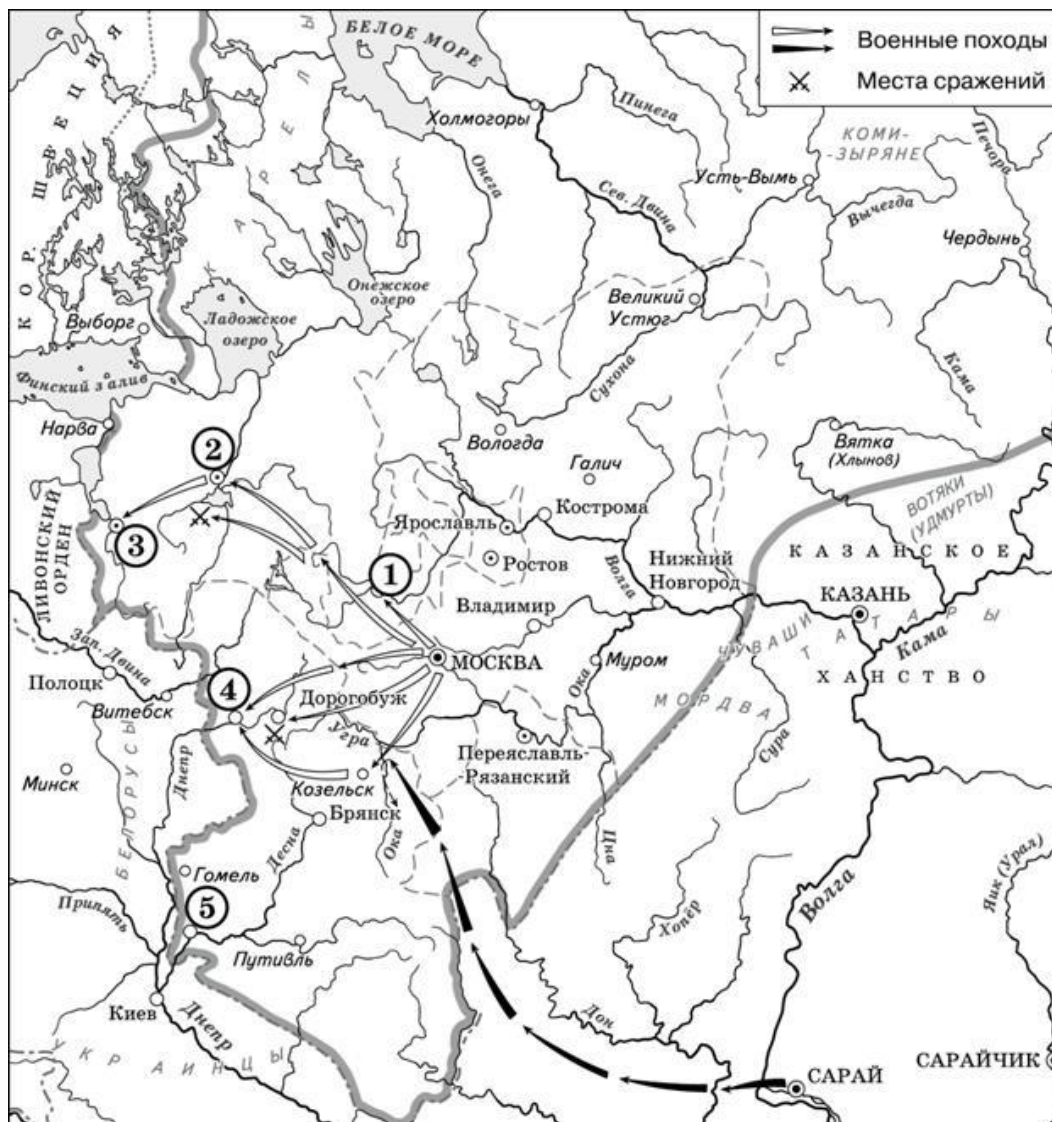 Военные походы
Места сражений
БЕЛОЕ МОРЕ
КОР. ШВЕЦИЯ
КАРЕЛЫ
Холмогоры
Пинега
КОМИ-
-ЗЫРЯНЕ
Печора
Усть-Вымь
Онега
Сев. Двина
Вычегда
Чердынь
Онежское
озеро
Великий
Устюг
Выборг
Ладожское
озеро
Финский залив
Сухона
Кама
Нарва
Вологда
Вятка
(Хлынов)
2
Галич
ЛИВОНСКИЙ
ОРДЕН
3
Ярославль
Кострома
ВОТЯКИ
(УДМУРТЫ)
Ростов
КАЗАНСКОЕ
1
Волга
Нижний
Новгород
Владимир
КАЗАНЬ
ЧУВАШИ
ТАТАРЫ
Кама
Зап. Двина
МОСКВА
Муром
Ока
ХАНСТВО
Полоцк
4
Дорогобуж
МОРДВА
Витебск
Угра
Переяславль-
-Рязанский
Сура
БЕЛОРУСЫ
Днепр
Минск
Козельск
Брянск
Ока
Цна
Десна
Гомель
Волга
Яик (Урал)
5
Припять
Хопёр
Путивль
Киев
Днепр
Дон
УКРАИНЦЫ
САРАЙ
САРАЙЧИК